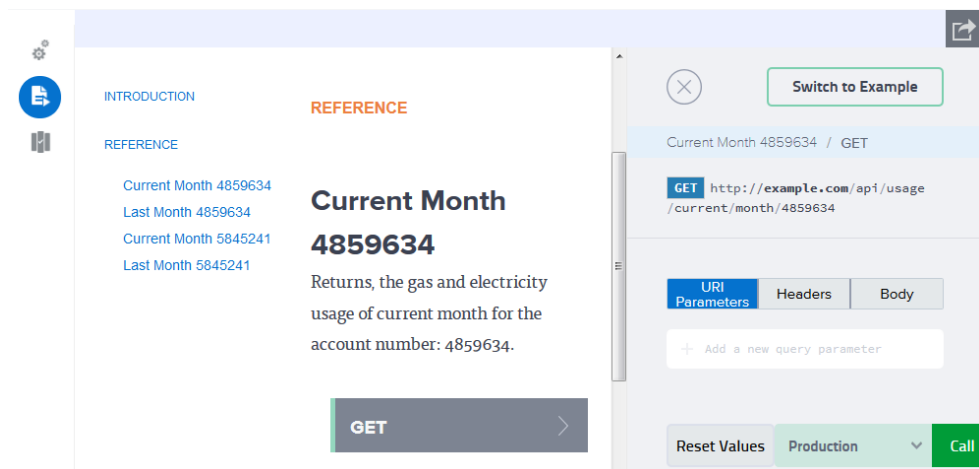 INTRODUCTION
REFERENCE
Current Month 4859634
Last Month 4859634
Current Month 5845241
Last Month 5845241
REFERENCE
Current Month
4859634
Returns, the gas and electricity
usage of current month for the
account number: 4859634.
GET
Switch to Example
Current Month 4859634 / GET
GET http://example.com/api/usage
/current/month/4859634
URI
Parameters
Headers
Body
+ Add a new query parameter
Reset Values
Production
Call